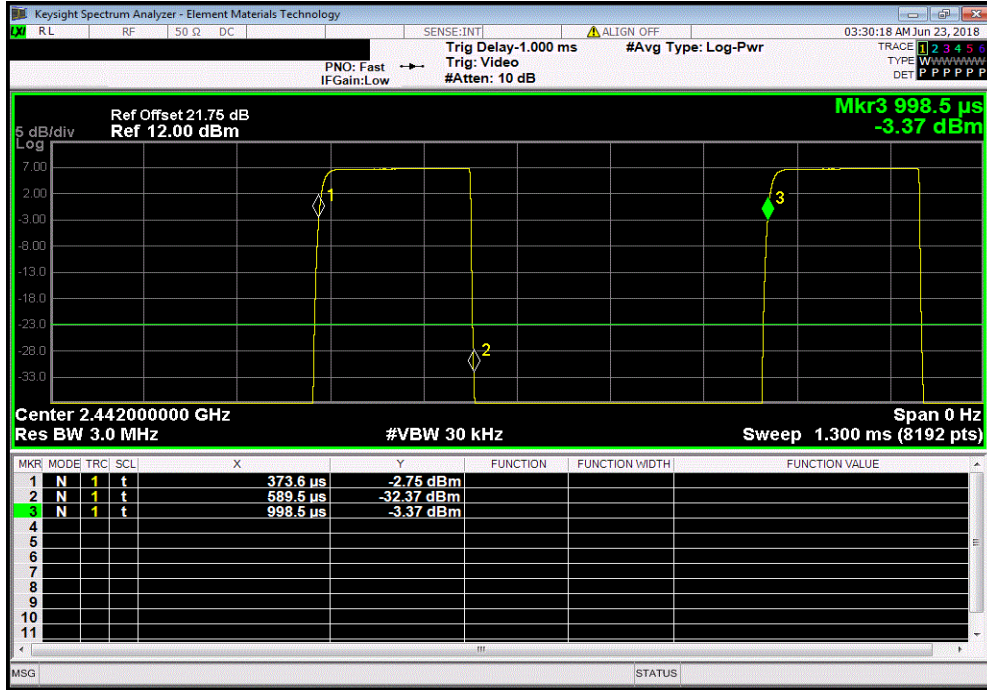 Keysight Spectrum Analyzer - Element Materials Technology
LXI RL RF 50 Ω DC SENSE:INT ALIGN OFF 03:30:18 AM Jun 23, 2018
Trig Delay-1.000 ms #Avg Type: Log-Pwr TRACE 1 2 3 4 5 6
PNO: Fast Trig: Video TYPE WWWWWW
IFGain:Low #Atten: 10 dB DET P P P P P P
Mkr3 998.5 µs
Ref Offset 21.75 dB
5 dB/div Ref 12.00 dBm -3.37 dBm
Log
7.00
2.00
1
3
-3.00
-8.00
-13.0
-18.0
-23.0
-28.0
2
-33.0
Center 2.442000000 GHz Span 0 Hz
Res BW 3.0 MHz #VBW 30 kHz Sweep 1.300 ms (8192 pts)
MKR MODE TRC SCL X Y FUNCTION FUNCTION WIDTH FUNCTION VALUE
1 N 1 t 373.6 µs -2.75 dBm
2 N 1 t 589.5 µs -32.37 dBm
3 N 1 t 998.5 µs -3.37 dBm
4
5
6
7
8
9
10
11
MSG STATUS